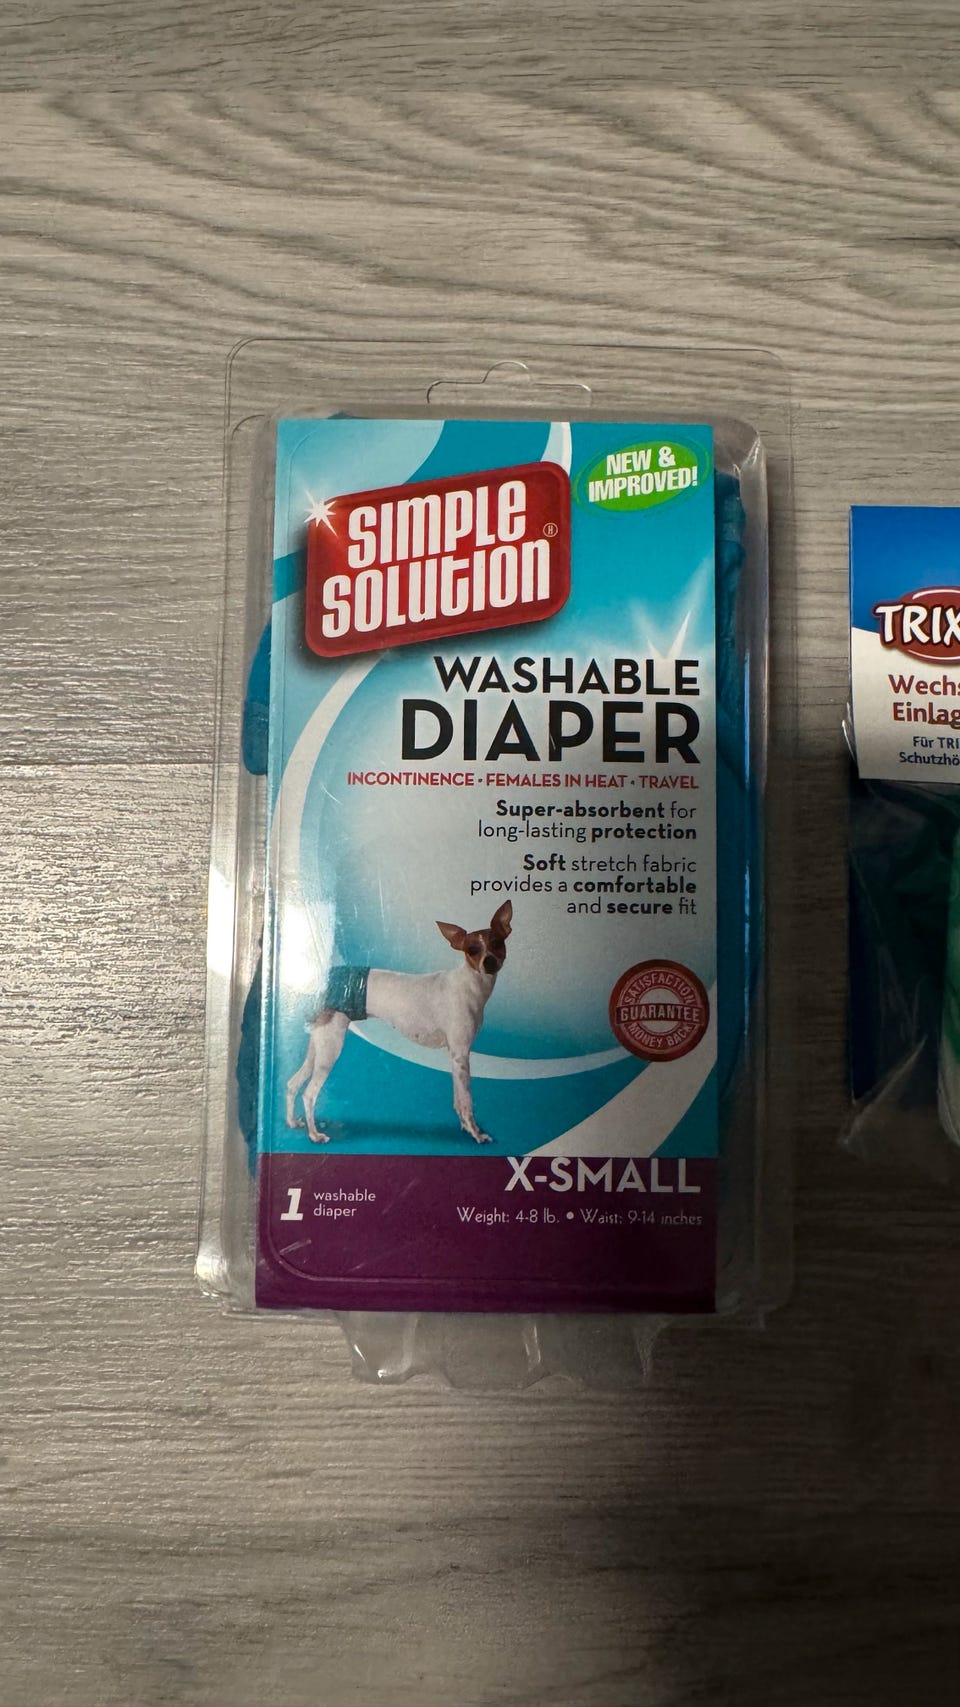 NEW &
IMPROVED!
SIMPLE
SOLUTION®
WASHABLE
DIAPER
INCONTINENCE • FEMALES IN HEAT • TRAVEL
Super-absorbent for
long-lasting protection
Soft stretch fabric
provides a comfortable
and secure fit
SATISFACTION
GUARANTEE
MONEY BACK
X-SMALL
1 washable
diaper
Weight: 4-8 lb. • Waist: 9-14 inches
TRIX
Wechs
Einlag
Für TRI
Schutzhö